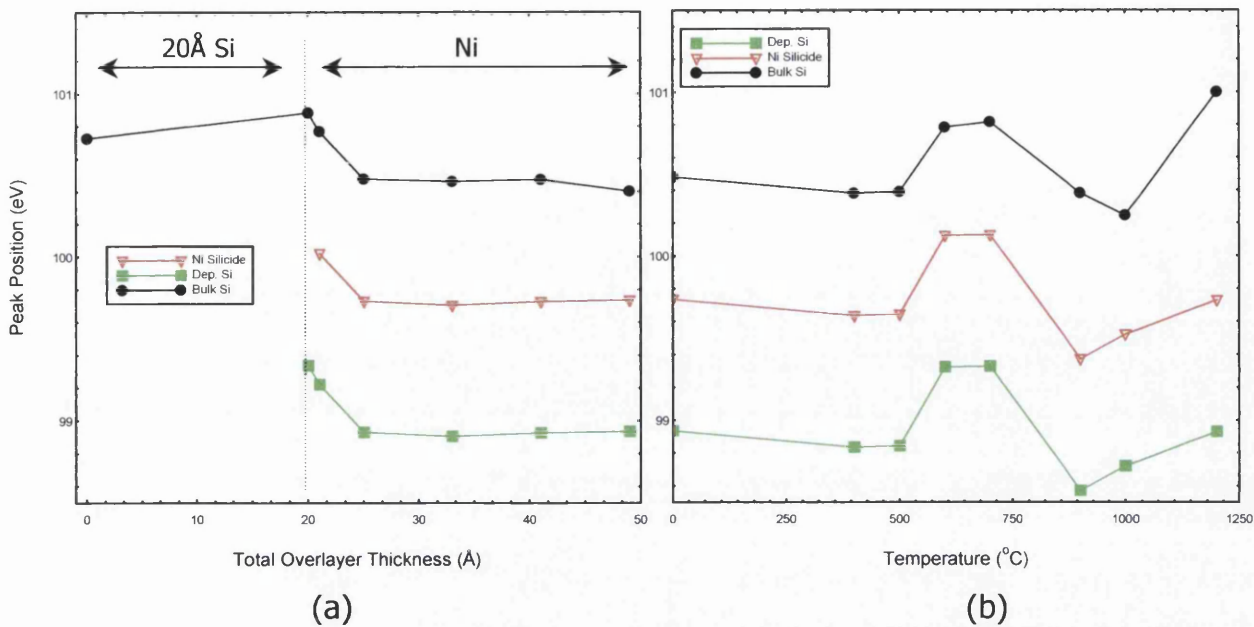 20Å Si
Ni
101
100
99
Peak Position (eV)
Ni Silicide
Dep. Si
Bulk Si
0
10
20
30
40
50
Total Overlayer Thickness (Å)
(a)
Dep. Si
Ni Silicide
Bulk Si
101
100
99
0
250
500
750
1000
1250
Temperature (°C)
(b)